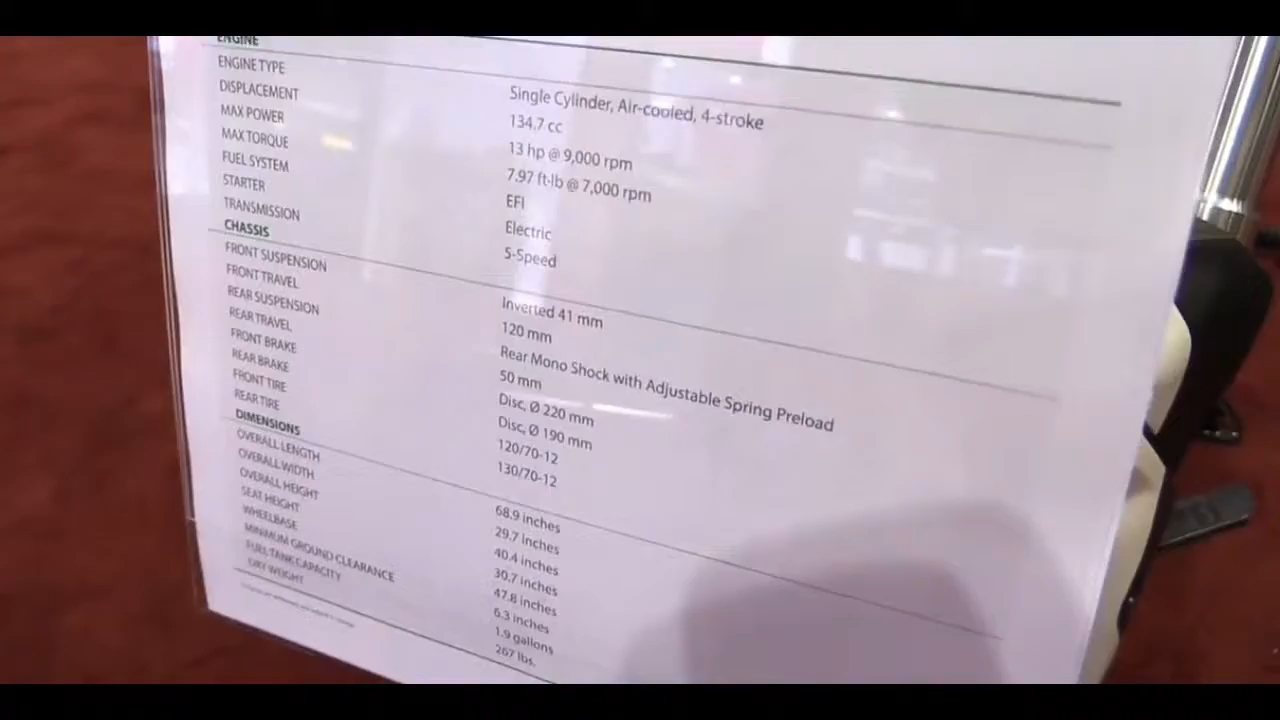 ENGINE
ENGINE TYPE Single Cylinder, Air-cooled, 4-stroke
DISPLACEMENT 134.7 cc
MAX POWER 13 hp @ 9,000 rpm
MAX TORQUE 7.97 ft-lb @ 7,000 rpm
FUEL SYSTEM EFI
STARTER Electric
TRANSMISSION 5-Speed
CHASSIS
FRONT SUSPENSION Inverted 41 mm
FRONT TRAVEL 120 mm
REAR SUSPENSION Rear Mono Shock with Adjustable Spring Preload
REAR TRAVEL 50 mm
FRONT BRAKE Disc, Ø 220 mm
REAR BRAKE Disc, Ø 190 mm
FRONT TIRE 120/70-12
REAR TIRE 130/70-12
DIMENSIONS
OVERALL LENGTH 68.9 inches
OVERALL WIDTH 29.7 inches
OVERALL HEIGHT 40.4 inches
SEAT HEIGHT 30.7 inches
WHEELBASE 47.8 inches
MINIMUM GROUND CLEARANCE 6.3 inches
FUEL TANK CAPACITY 1.9 gallons
DRY WEIGHT 267 lbs.